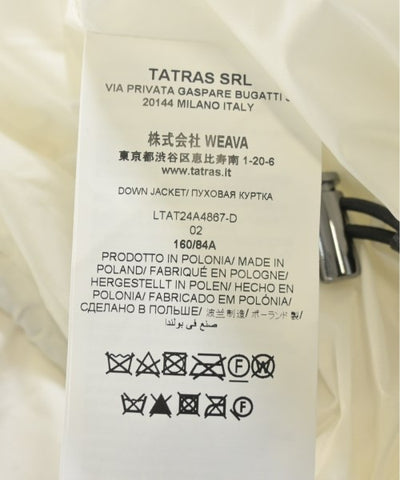 TATRAS SRL
VIA PRIVATA GASPARE BUGATTI
20144 MILANO ITALY
株式会社 WEAVA
東京都渋谷区恵比寿南 1-20-6
www.tatras.it
DOWN JACKET/ ПУХОВАЯ КУРТКА
LTAT24A4867-D
02
160/84A
PRODOTTO IN POLONIA/ MADE IN
POLAND/ FABRIQUÉ EN POLOGNE/
HERGESTELLT IN POLEN/ HECHO EN
POLONIA/ FABRICADO EM POLÓNIA/
СДЕЛАНО В ПОЛЬШЕ/ 波兰制造/ ポーランド製/
صنع في بولندا